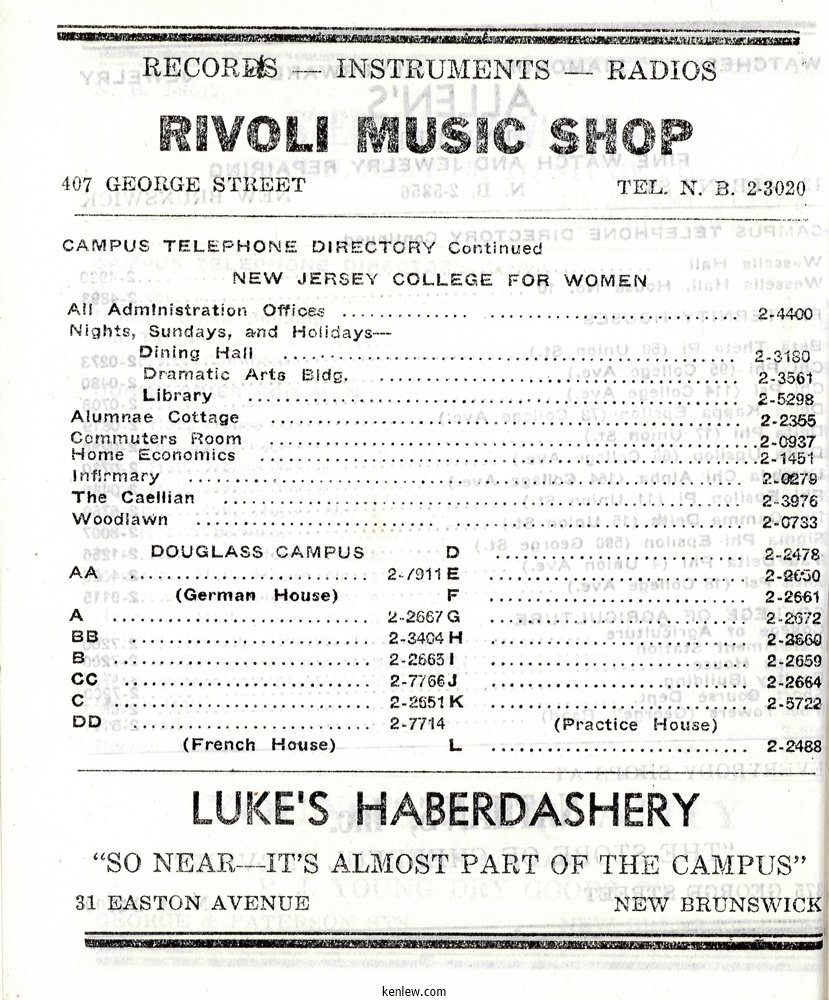 RECORDS — INSTRUMENTS — RADIOS
RIVOLI MUSIC SHOP
407 GEORGE STREET TEL. N. B. 2-3020
CAMPUS TELEPHONE DIRECTORY Continued
NEW JERSEY COLLEGE FOR WOMEN
All Administration Offices .......... 2-4400
Nights, Sundays, and Holidays—
Dining Hall .......... 2-3180
Dramatic Arts Bldg. .......... 2-3561
Library .......... 2-5298
Alumnae Cottage .......... 2-2355
Commuters Room .......... 2-0937
Home Economics .......... 2-1451
Infirmary .......... 2-0279
The Caellian .......... 2-3976
Woodlawn .......... 2-0733
DOUGLASS CAMPUS
AA .......... 2-7911
(German House)
A .......... 2-2667
BB .......... 2-3404
B .......... 2-2665
CC .......... 2-7766
C .......... 2-2651
DD .......... 2-7714
(French House)
D .......... 2-2478
E .......... 2-2650
F .......... 2-2661
G .......... 2-2672
H .......... 2-2660
I .......... 2-2659
J .......... 2-2664
K .......... 2-5722
(Practice House)
L .......... 2-2488
LUKE'S HABERDASHERY
"SO NEAR—IT'S ALMOST PART OF THE CAMPUS"
31 EASTON AVENUE NEW BRUNSWICK
kenlew.com